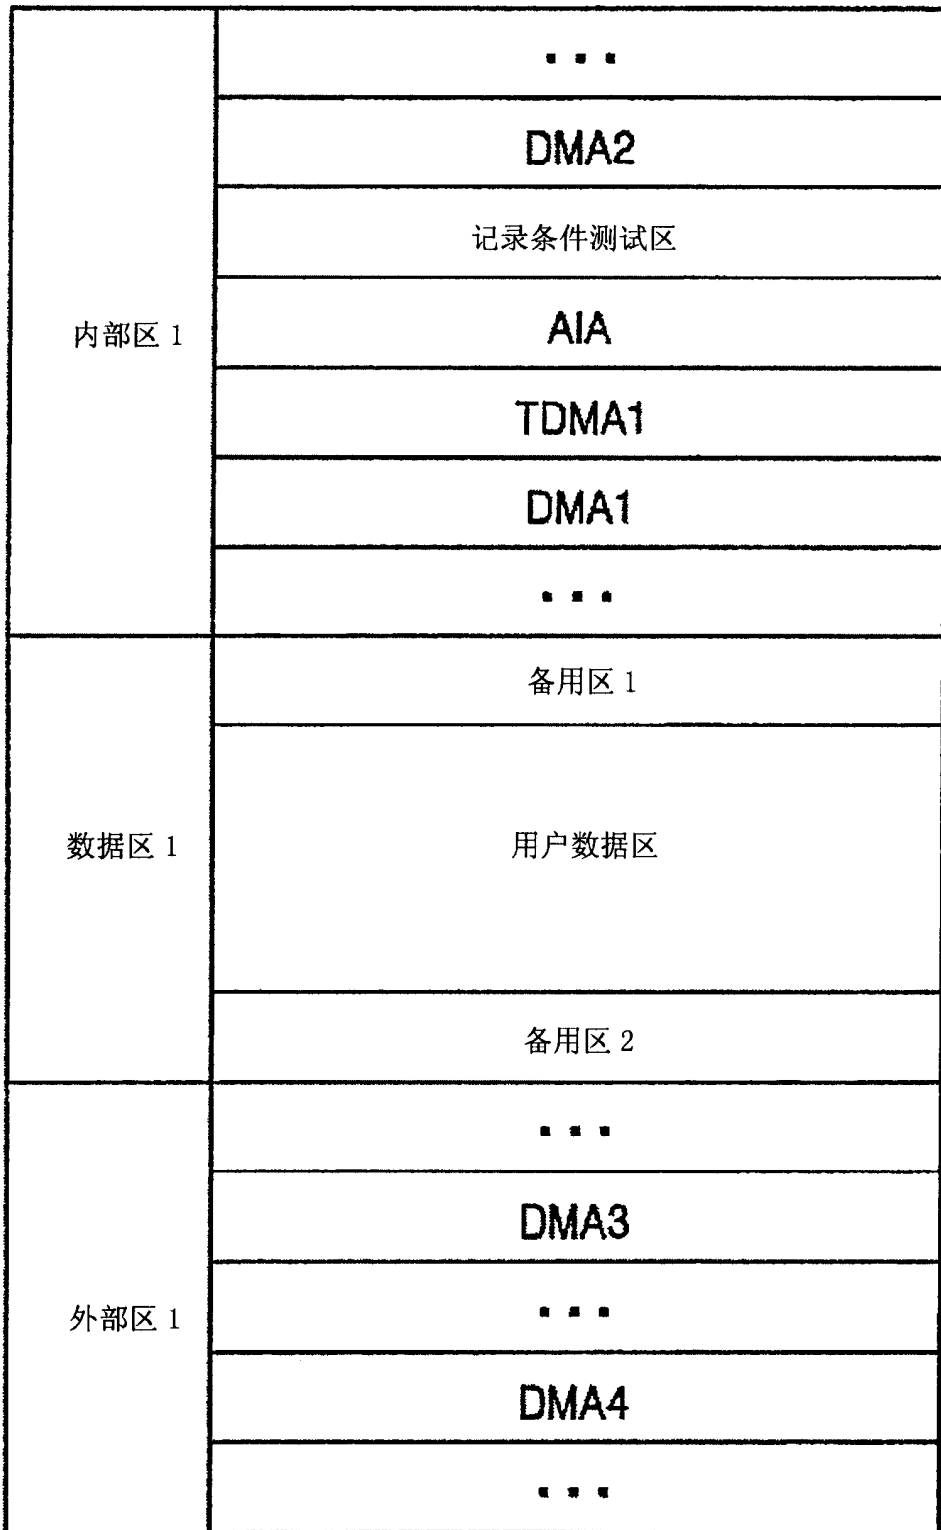 ...
DMA2
记录条件测试区
AIA
内部区 1
TDMA1
DMA1
...
备用区 1
数据区 1
用户数据区
备用区 2
...
DMA3
外部区 1
...
DMA4
...